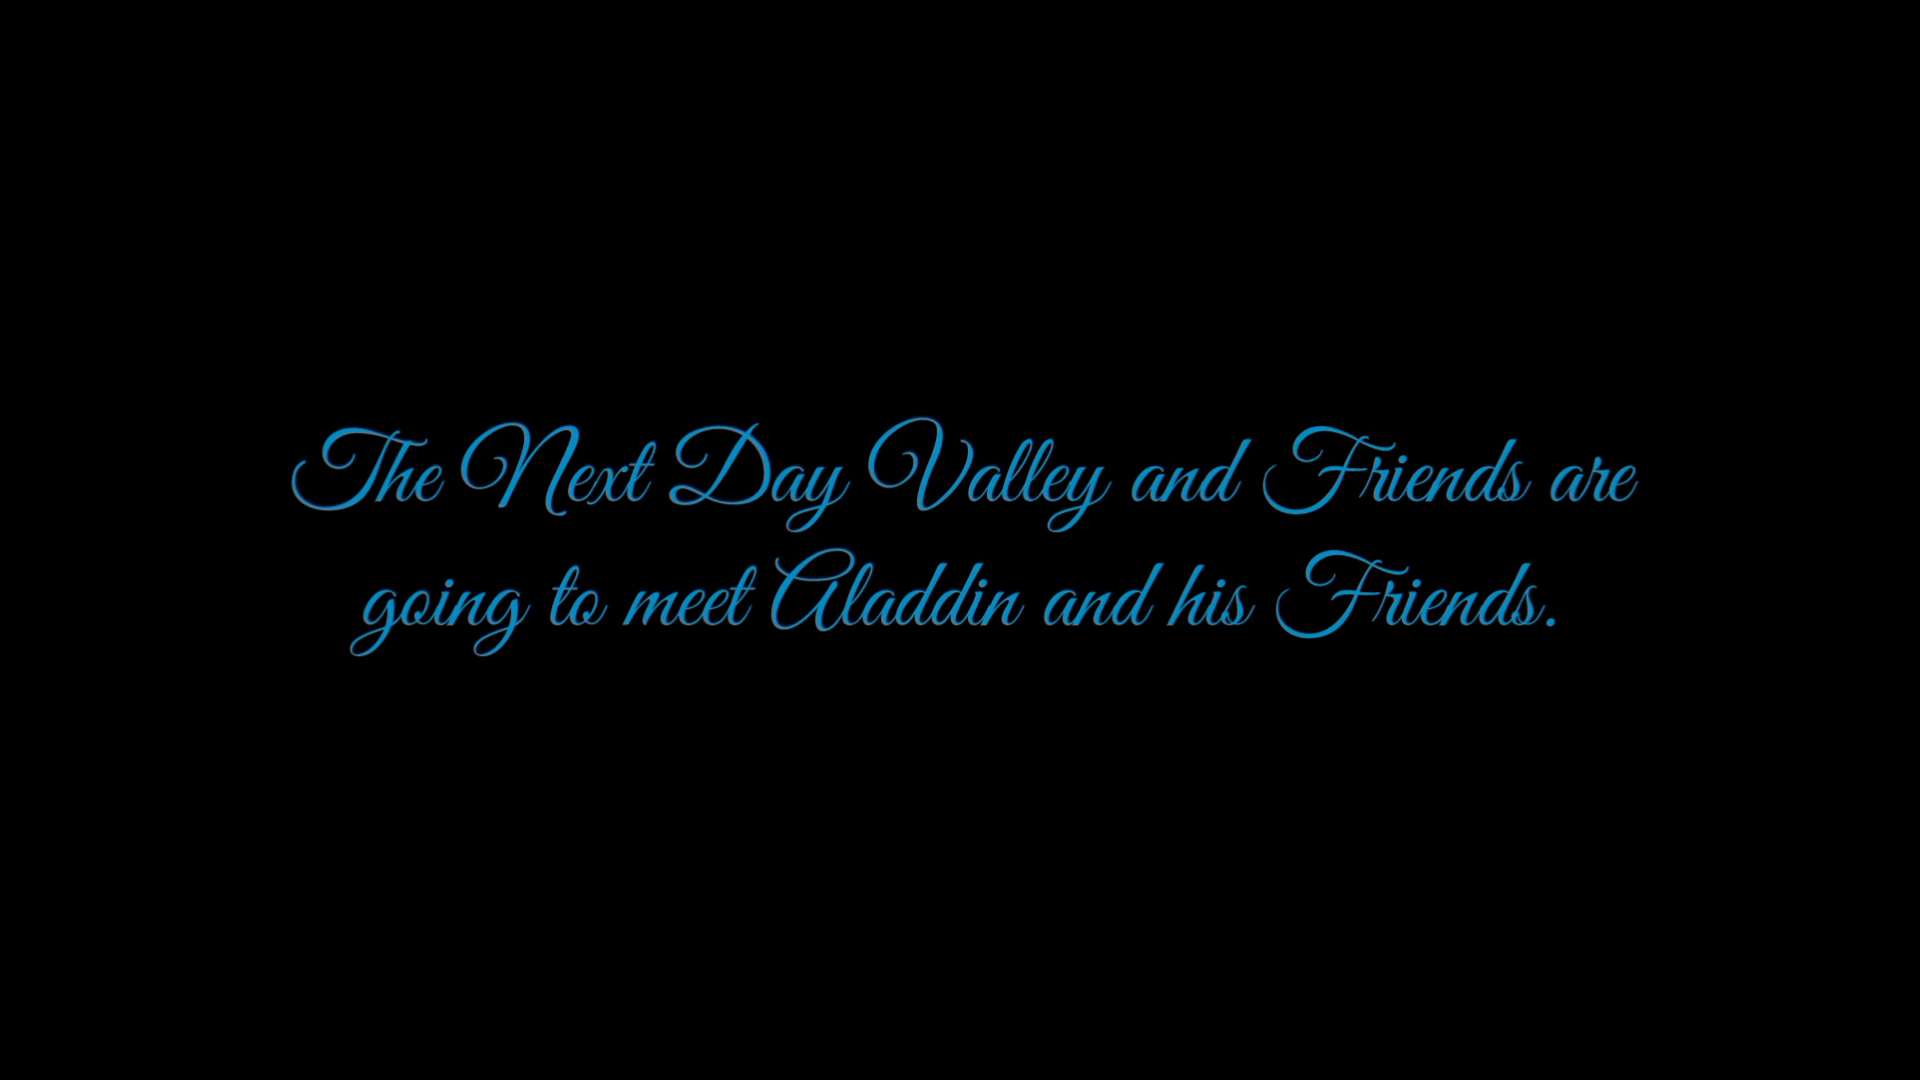 The Next Day Valley and Friends are
going to meet Aladdin and his Friends.